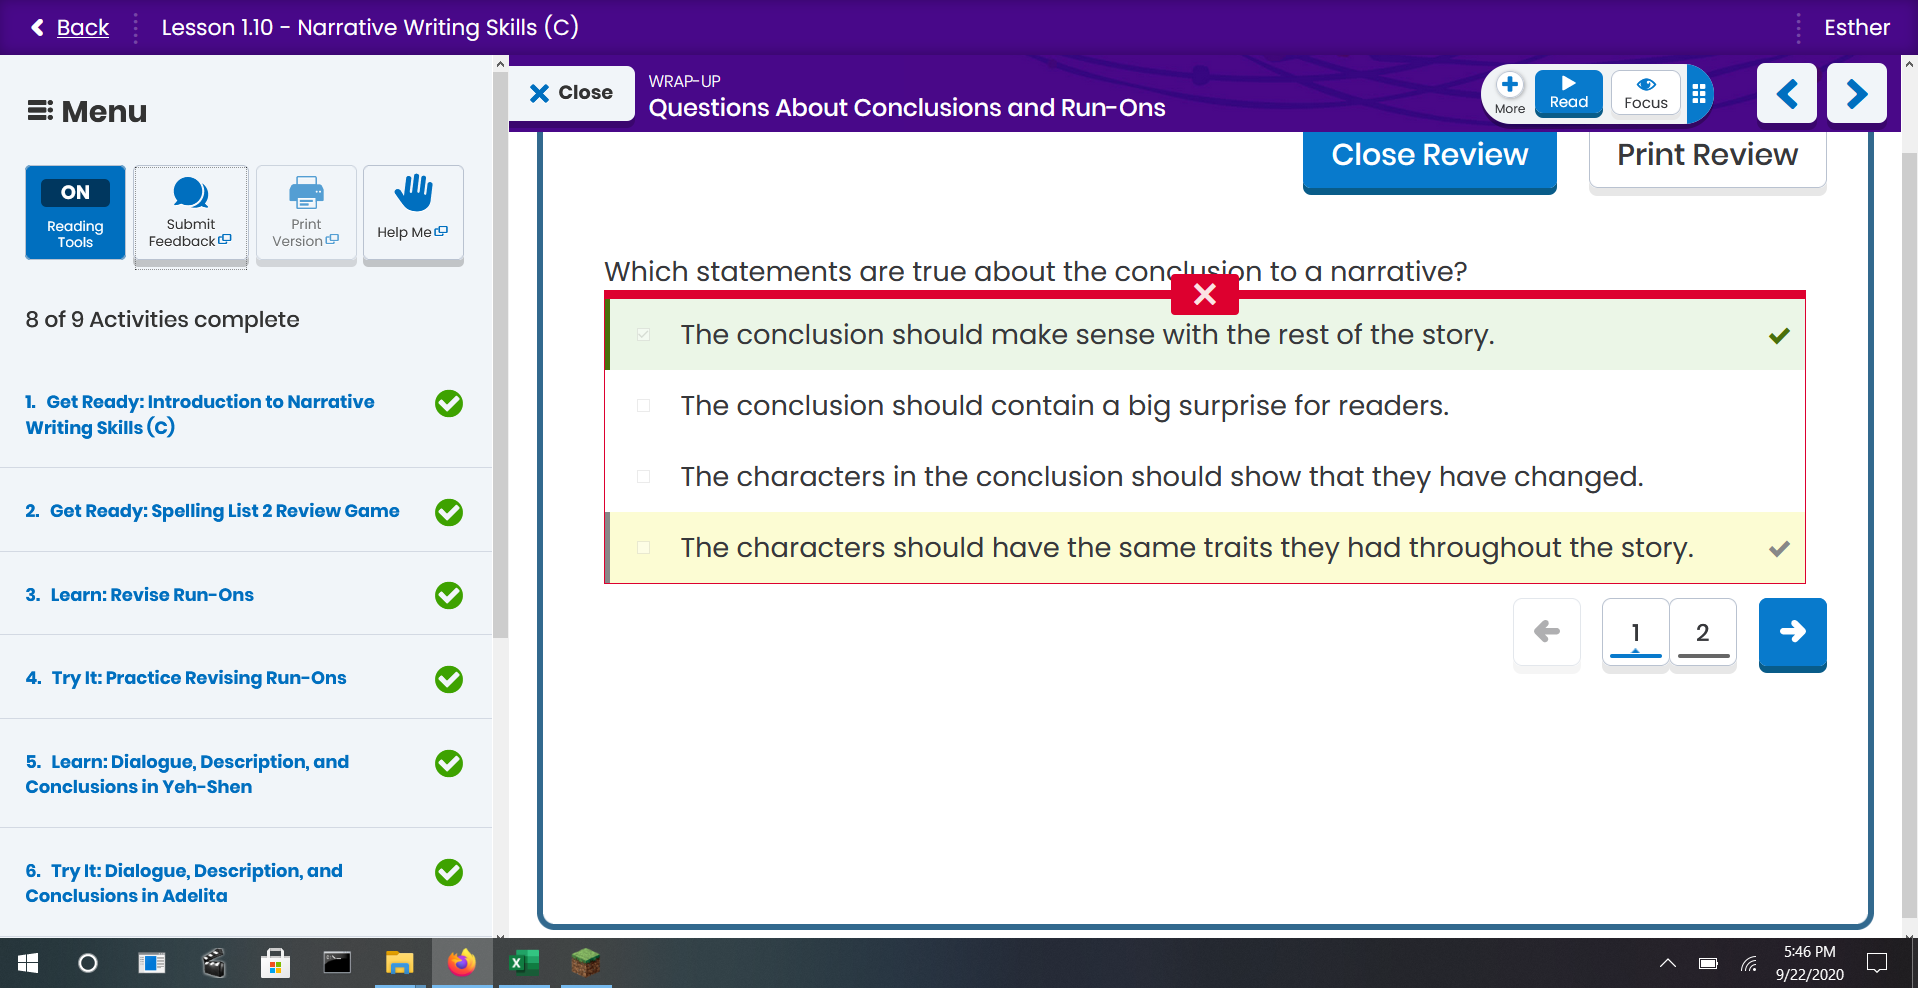 Back
Lesson 1.10 - Narrative Writing Skills (C)
Esther
Menu
ON
Reading
Tools
Submit
Feedback
Print
Version
Help Me
8 of 9 Activities complete
1. Get Ready: Introduction to Narrative
Writing Skills (C)
2. Get Ready: Spelling List 2 Review Game
3. Learn: Revise Run-Ons
4. Try It: Practice Revising Run-Ons
5. Learn: Dialogue, Description, and
Conclusions in Yeh-Shen
6. Try It: Dialogue, Description, and
Conclusions in Adelita
Close
WRAP-UP
Questions About Conclusions and Run-Ons
More
Read
Focus
Close Review
Print Review
Which statements are true about the conclusion to a narrative?
The conclusion should make sense with the rest of the story.
The conclusion should contain a big surprise for readers.
The characters in the conclusion should show that they have changed.
The characters should have the same traits they had throughout the story.
1
2
5:46 PM
9/22/2020